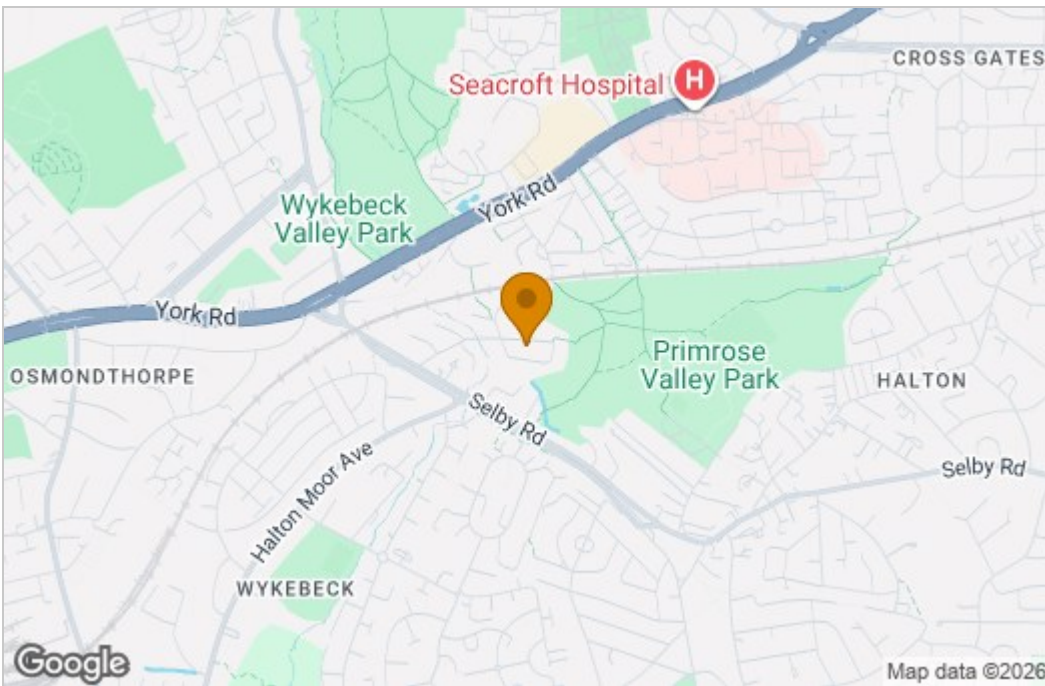 CROSS GATES
Seacroft Hospital
H
York Rd
Wykebeck
Valley Park
York Rd
Primrose
Valley Park
OSMONDTHORPE
HALTON
Selby Rd
Selby Rd
Halton Moor Ave
WYKEBECK
Google
Map data ©2026